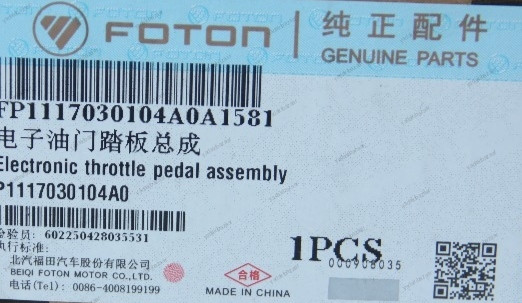 FOTON
纯正配件
GENUINE PARTS
FP1117030104A0A1581
电子油门踏板总成
Electronic throttle pedal assembly
P1117030104A0
检验员: 602250428035531
执行标准:
北汽福田汽车股份有限公司
BEIQI FOTON MOTOR CO.,LTD.
电话(Tel): 0086-4008199199
合格
MADE IN CHINA
1PCS
000908035